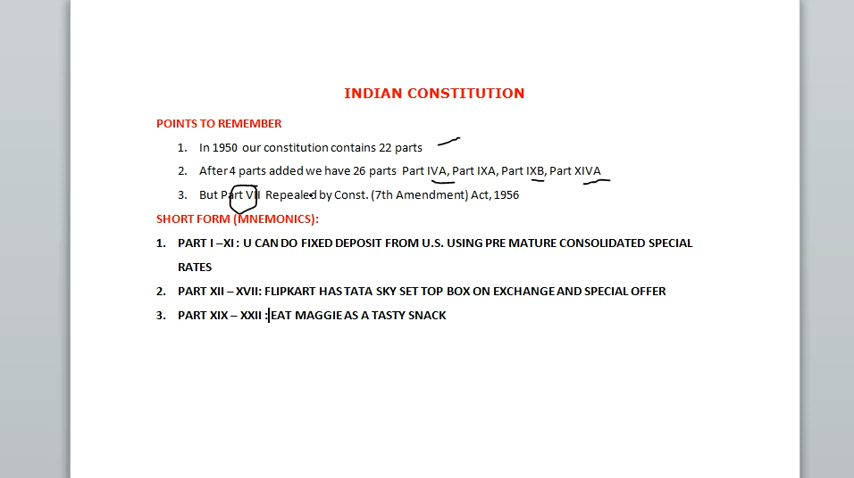 INDIAN CONSTITUTION
POINTS TO REMEMBER
1. In 1950 our constitution contains 22 parts
2. After 4 parts added we have 26 parts Part IVA, Part IXA, Part IXB, Part XIVA
3. But Part VII Repealed by Const. (7th Amendment) Act, 1956
SHORT FORM (MNEMONICS):
1. PART I –XI : U CAN DO FIXED DEPOSIT FROM U.S. USING PRE MATURE CONSOLIDATED SPECIAL
RATES
2. PART XII – XVII: FLIPKART HAS TATA SKY SET TOP BOX ON EXCHANGE AND SPECIAL OFFER
3. PART XIX – XXII : EAT MAGGIE AS A TASTY SNACK